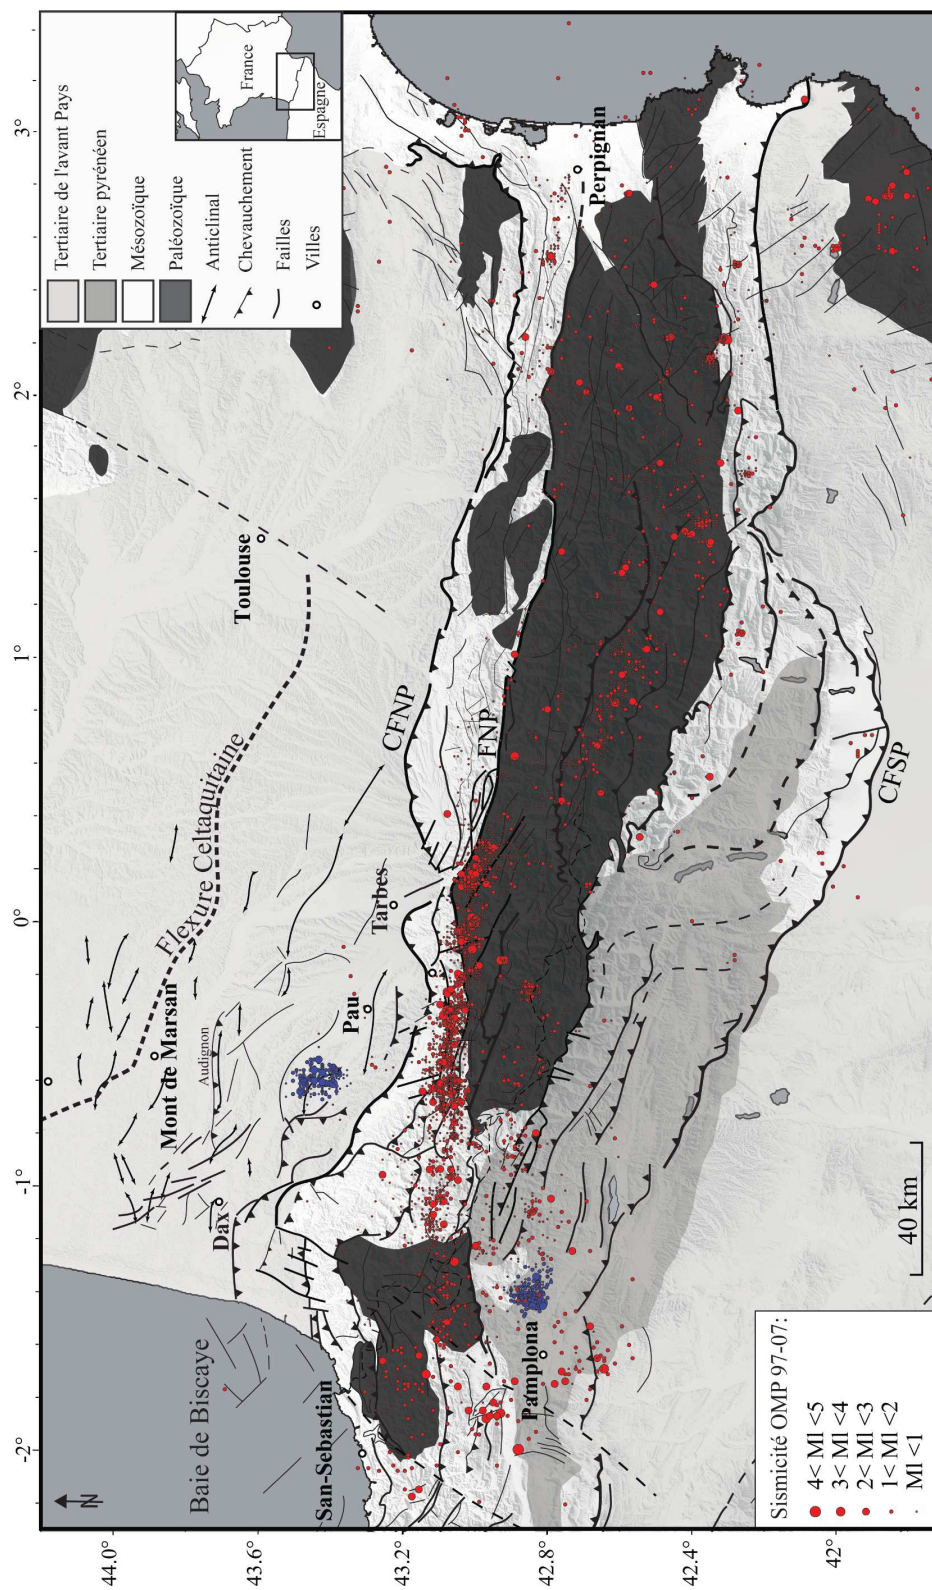 -2°
-1°
0°
1°
2°
3°
44.0°
43.6°
43.2°
42.8°
42.4°
42°
N
Baie de Biscaye
Tertiaire de l'avant Pays
Tertiaire pyrénéen
Mésozoïque
Paléozoïque
Anticlinal
Chevauchement
Failles
Villes
France
Espagne
Flexure Celtaquitaine
Mont de Marsan
Audignon
Dax
Toulouse
Pau
Tarbes
San-Sebastian
Pamplona
Perpignan
CFNP
FNP
CFSP
Sismicité OMP 97-07:
4< Ml <5
3< Ml <4
2< Ml <3
1< Ml <2
Ml <1
40 km